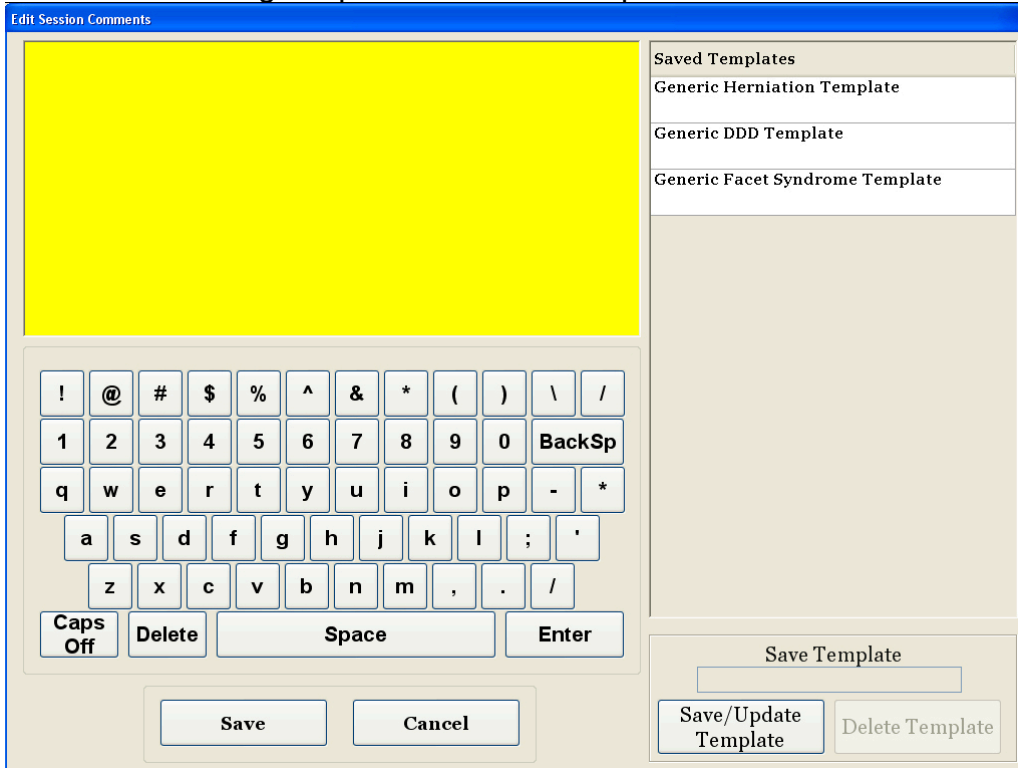 Edit Session Comments
Saved Templates
Generic Herniation Template
Generic DDD Template
Generic Facet Syndrome Template
! @ # $ % ^ & * ( ) \ /
1 2 3 4 5 6 7 8 9 0 BackSp
q w e r t y u i o p - *
a s d f g h j k l ; '
z x c v b n m , . /
Caps Off Delete Space Enter
Save Cancel
Save Template
Save/Update
Template
Delete Template